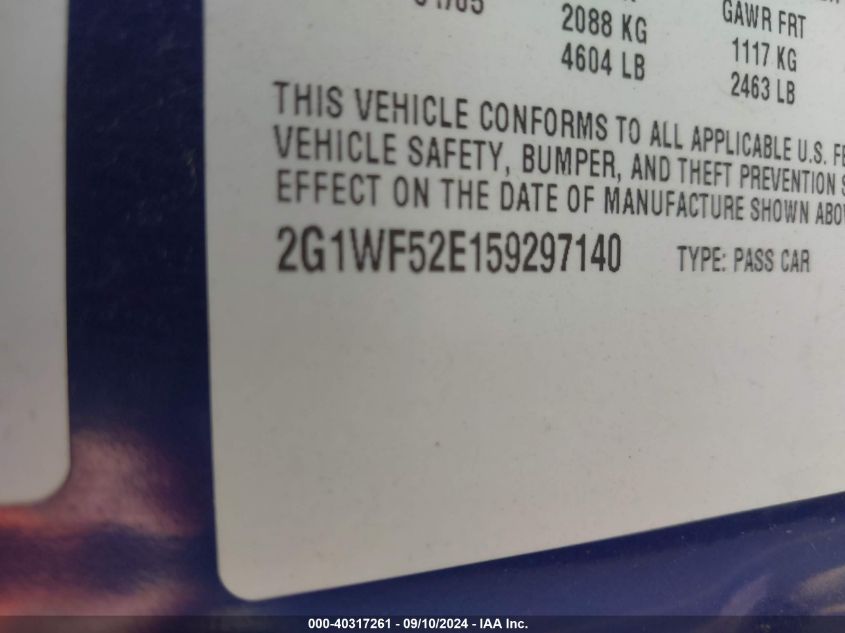 2088 KG
4604 LB
GAWR FRT
1117 KG
2463 LB
THIS VEHICLE CONFORMS TO ALL APPLICABLE U.S.
VEHICLE SAFETY, BUMPER, AND THEFT PREVENTION
EFFECT ON THE DATE OF MANUFACTURE SHOWN
2G1WF52E159297140 TYPE: PASS CAR
000-40317261 - 09/10/2024 - IAA Inc.